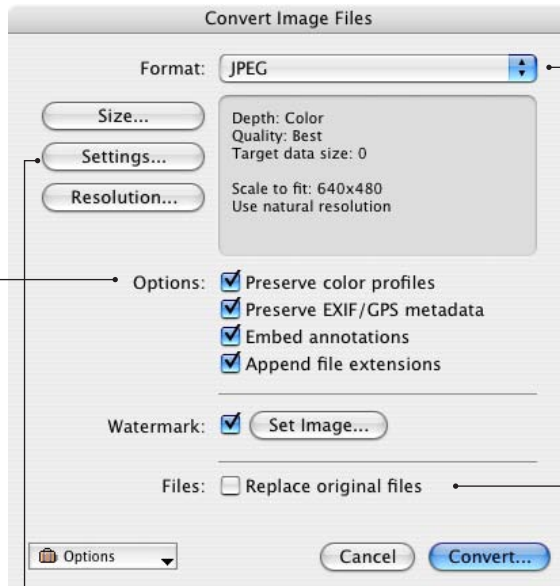 Convert Image Files
Format: JPEG
Size...
Settings...
Resolution...
Depth: Color
Quality: Best
Target data size: 0
Scale to fit: 640x480
Use natural resolution
Options: Preserve color profiles
Preserve EXIF/GPS metadata
Embed annotations
Append file extensions
Watermark: Set Image...
Files: Replace original files
Options Cancel Convert...